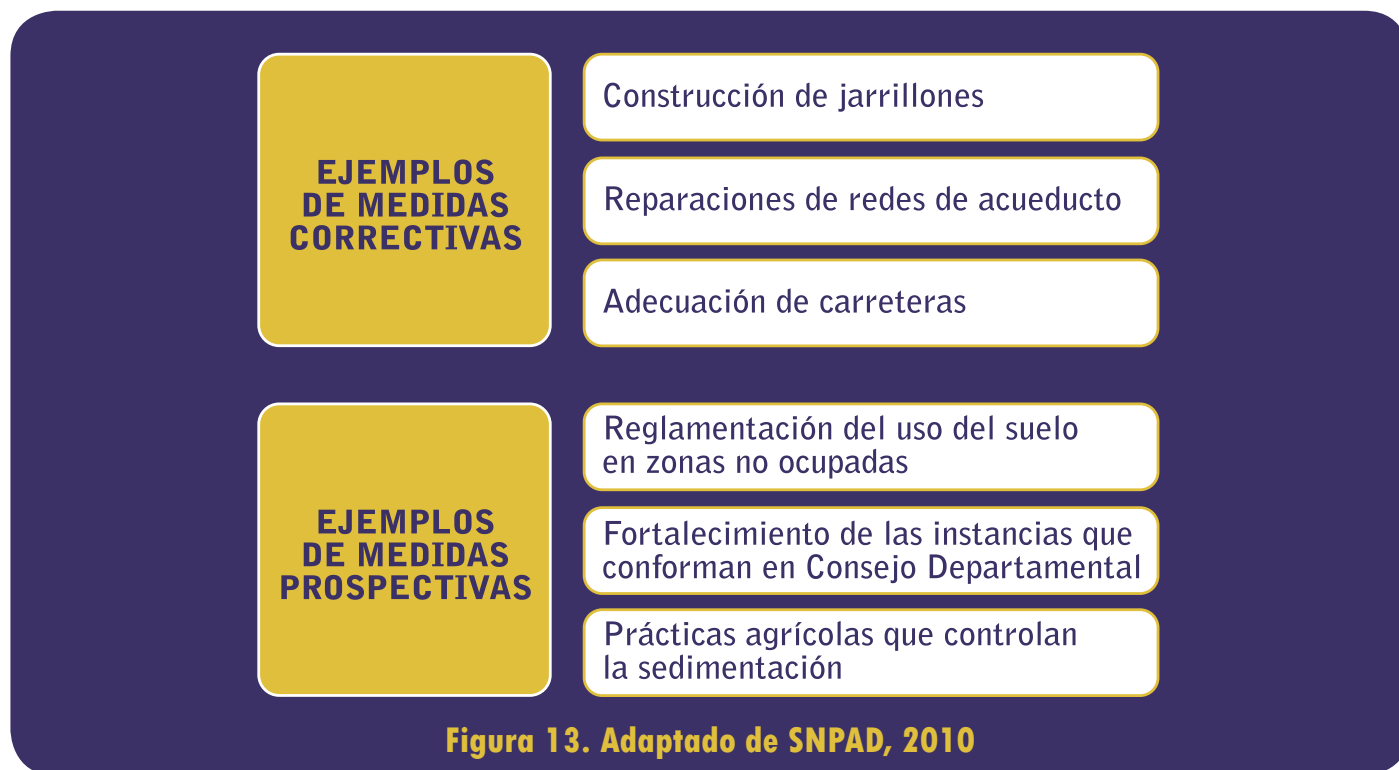 EJEMPLOS
DE MEDIDAS
CORRECTIVAS
Construcción de jarrillones
Reparaciones de redes de acueducto
Adecuación de carreteras
EJEMPLOS
DE MEDIDAS
PROSPECTIVAS
Reglamentación del uso del suelo
en zonas no ocupadas
Fortalecimiento de las instancias que
conforman en Consejo Departamental
Prácticas agrícolas que controlan
la sedimentación
Figura 13. Adaptado de SNPAD, 2010